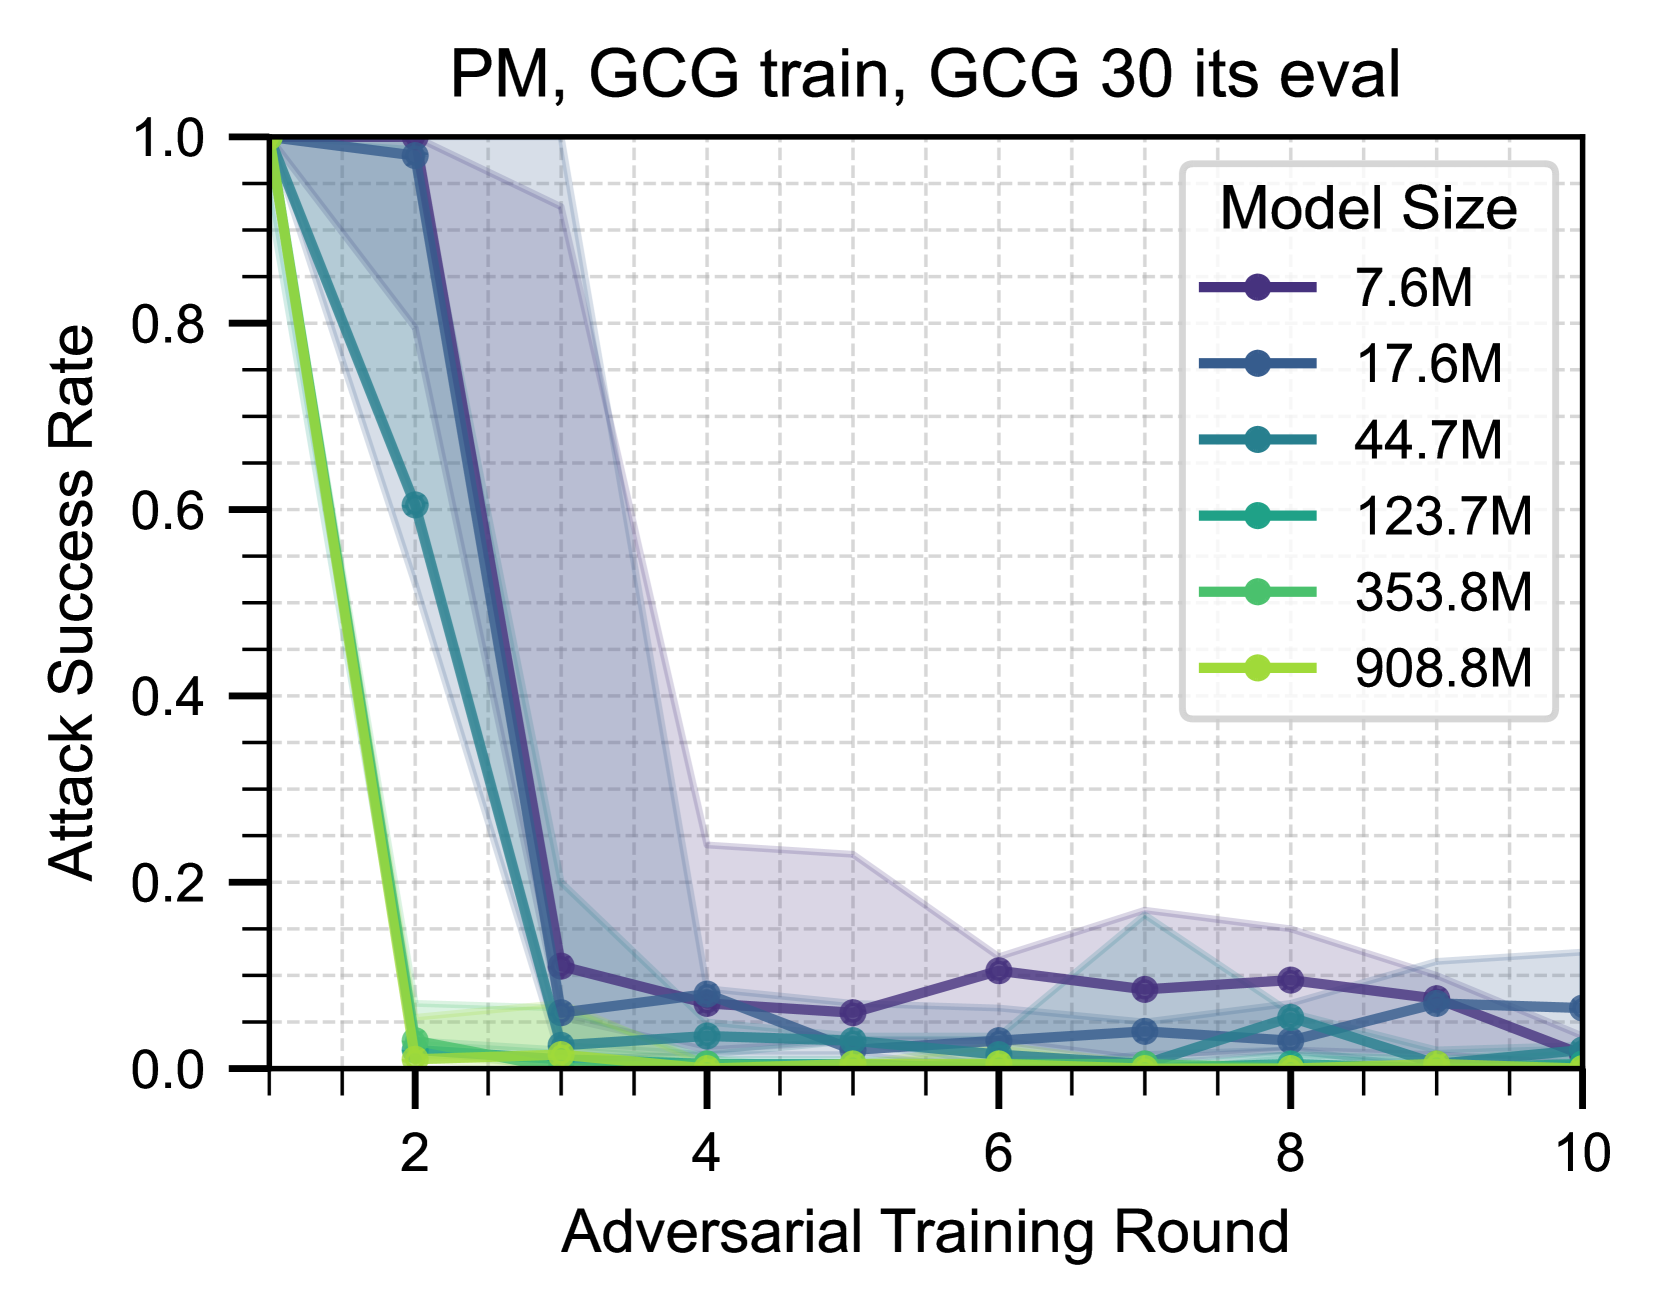 PM, GCG train, GCG 30 its eval
1.0
0.8
0.6
0.4
0.2
0.0
Attack Success Rate
Model Size
7.6M
17.6M
44.7M
123.7M
353.8M
908.8M
2 4 6 8 10
Adversarial Training Round